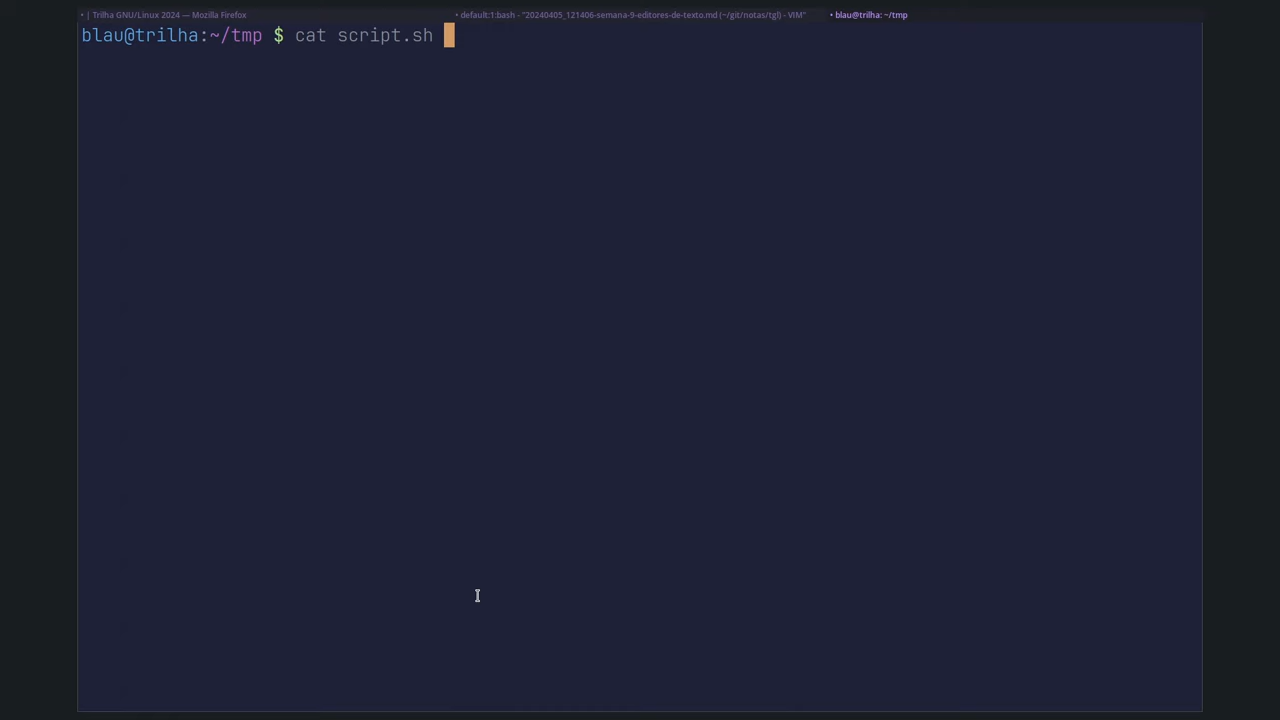 • | Trilha GNU/Linux 2024 — Mozilla Firefox
• default:1:bash - "20240405_121406-semana-9-editores-de-texto.md (~/git/notas/tgl) - VIM"
• blau@trilha: ~/tmp
blau@trilha:~/tmp $ cat script.sh